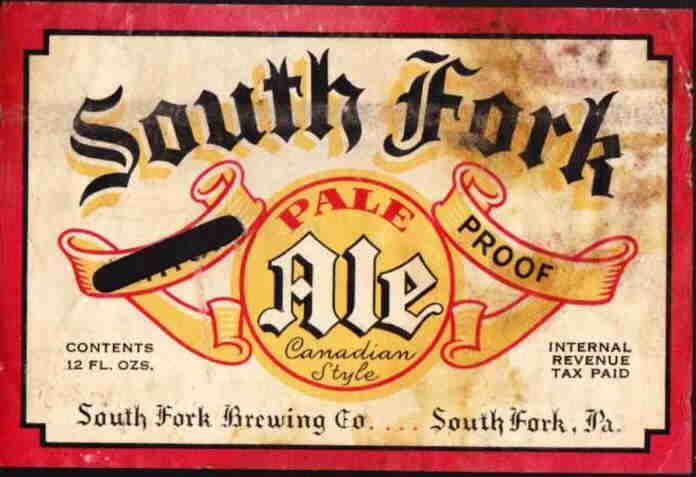 South Fork
PALE
PROOF
Ale
Canadian
Style
CONTENTS
12 FL. OZS.
INTERNAL
REVENUE
TAX PAID
South Fork Brewing Co. .... South Fork, Pa.